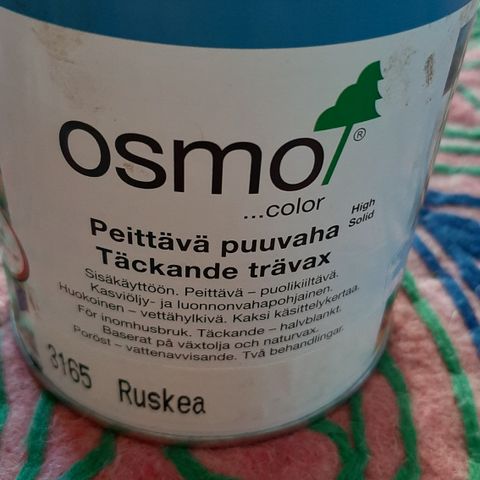 osmo®
...color
High
Solid
Peittävä puuvaha
Täckande trävax
Sisäkäyttöön. Peittävä – puolikiiltävä.
Kasviöljy- ja luonnonvahapohjainen.
Huokoinen – vettähylkivä. Kaksi käsittelykertaa.
För inomhusbruk. Täckande – halvblankt.
Baserat på växtolja och naturvax.
Poröst – vattenavvisande. Två behandlingar.
3165 Ruskea